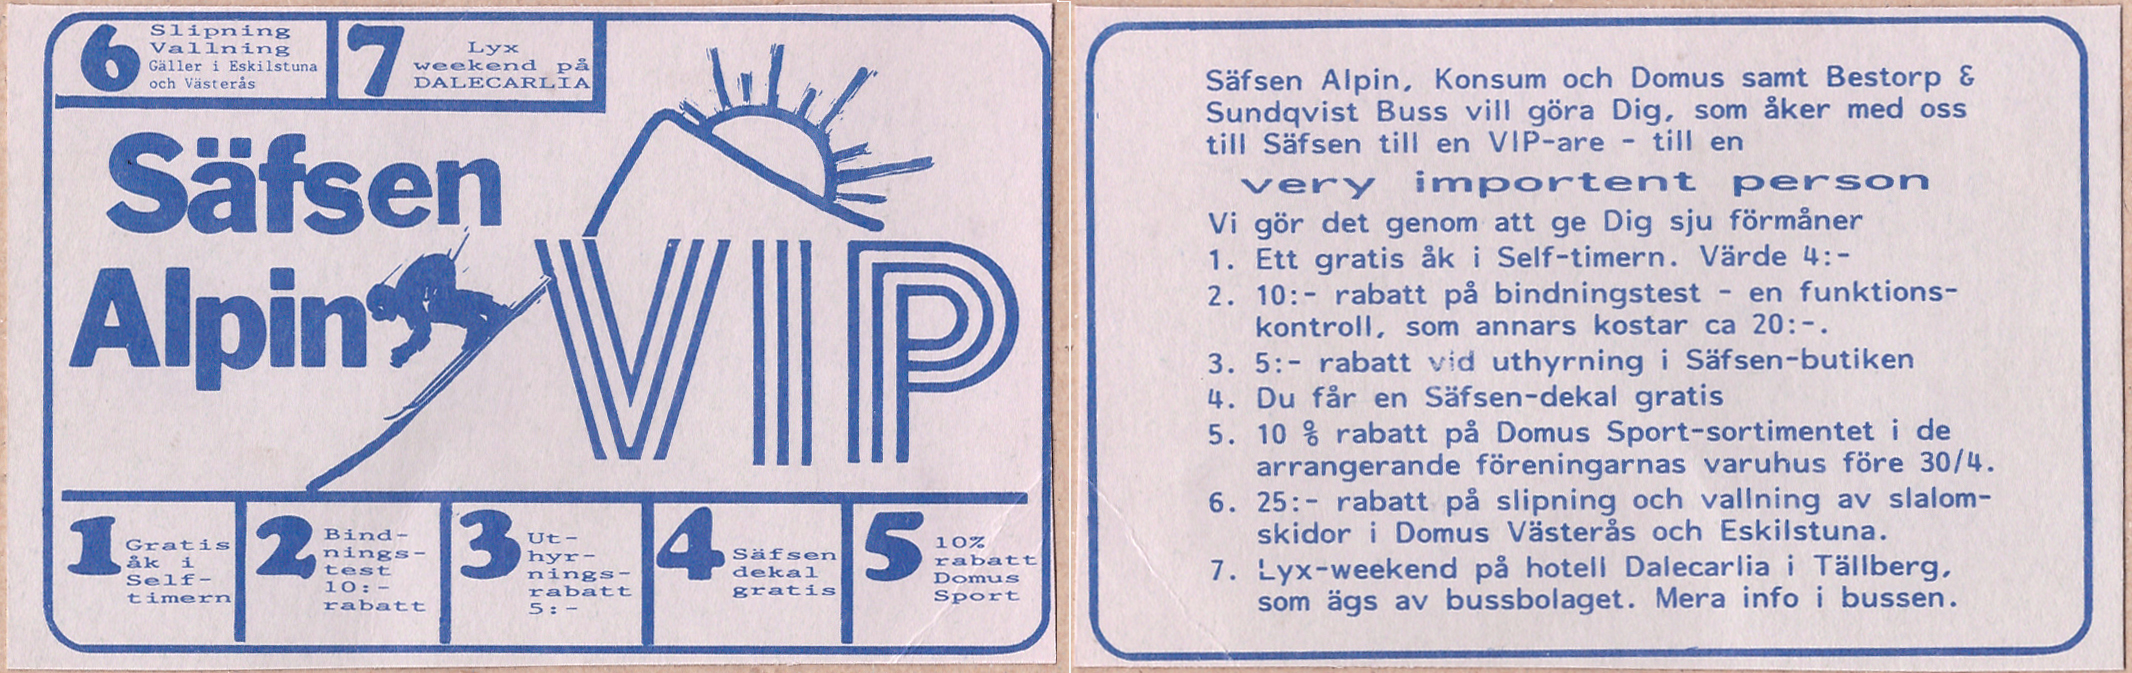 6 Slipning
Vallning
Gäller i Eskilstuna
och Västerås
7 Lyx
weekend på
DALECARLIA
Säfsen
Alpin
VIP
1 Gratis
åk i
Self-
timern
2 Bind-
nings-
test
10:-
rabatt
3 Ut-
hyr-
nings-
rabatt
5:-
4 Säfsen
dekal
gratis
5 10%
rabatt
Domus
Sport
Säfsen Alpin, Konsum och Domus samt Bestorp &
Sundqvist Buss vill göra Dig, som åker med oss
till Säfsen till en VIP-are - till en
very importent person
Vi gör det genom att ge Dig sju förmåner
1. Ett gratis åk i Self-timern. Värde 4:-
2. 10:- rabatt på bindningstest - en funktions-
kontroll, som annars kostar ca 20:-.
3. 5:- rabatt vid uthyrning i Säfsen-butiken
4. Du får en Säfsen-dekal gratis
5. 10 % rabatt på Domus Sport-sortimentet i de
arrangerande föreningarnas varuhus före 30/4.
6. 25:- rabatt på slipning och vallning av slalom-
skidor i Domus Västerås och Eskilstuna.
7. Lyx-weekend på hotell Dalecarlia i Tällberg,
som ägs av bussbolaget. Mera info i bussen.